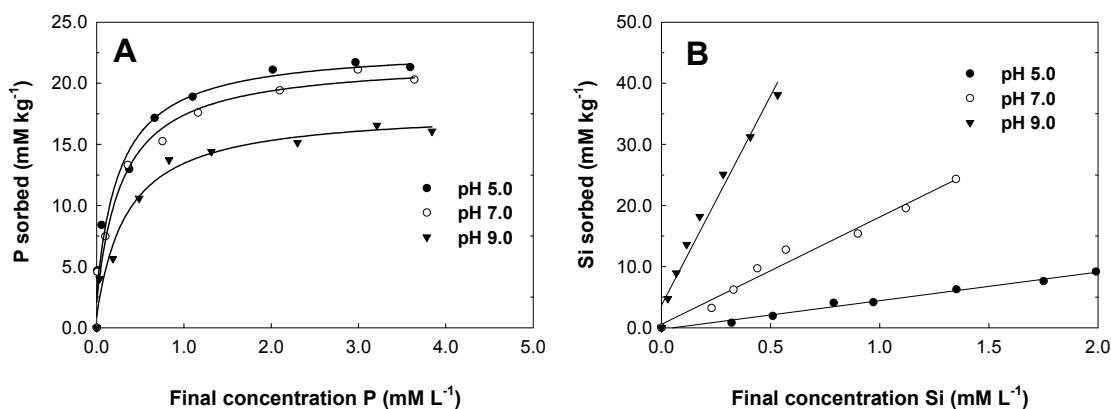 A
25.0
20.0
15.0
10.0
5.0
0.0
P sorbed (mM kg⁻¹)
pH 5.0
pH 7.0
pH 9.0
0.0 1.0 2.0 3.0 4.0 5.0
Final concentration P (mM L⁻¹)
B
50.0
40.0
30.0
20.0
10.0
0.0
Si sorbed (mM kg⁻¹)
pH 5.0
pH 7.0
pH 9.0
0.0 0.5 1.0 1.5 2.0
Final concentration Si (mM L⁻¹)